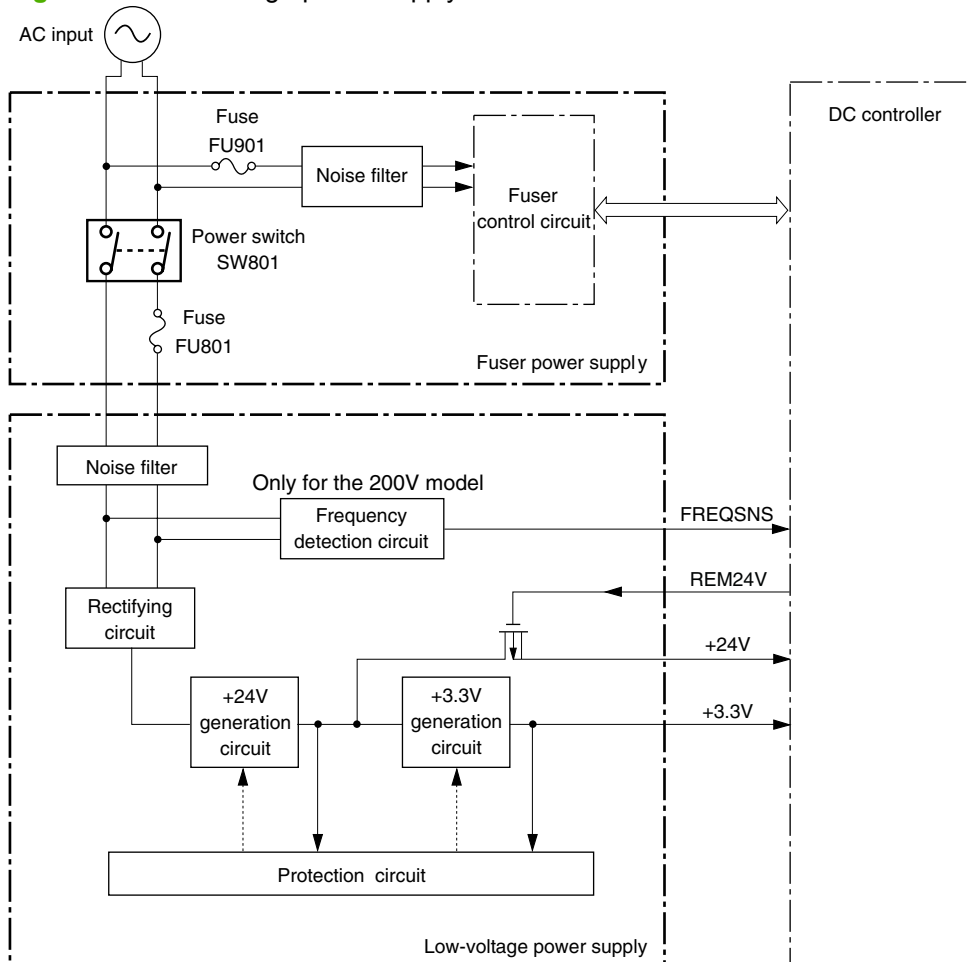 AC input
Fuse
FU901
Noise filter
Fuser
control circuit
DC controller
Power switch
SW801
Fuse
FU801
Fuser power supply
Noise filter
Only for the 200V model
Frequency
detection circuit
FREQSNS
REM24V
Rectifying
circuit
+24V
+24V
generation
circuit
+3.3V
generation
circuit
+3.3V
Protection circuit
Low-voltage power supply